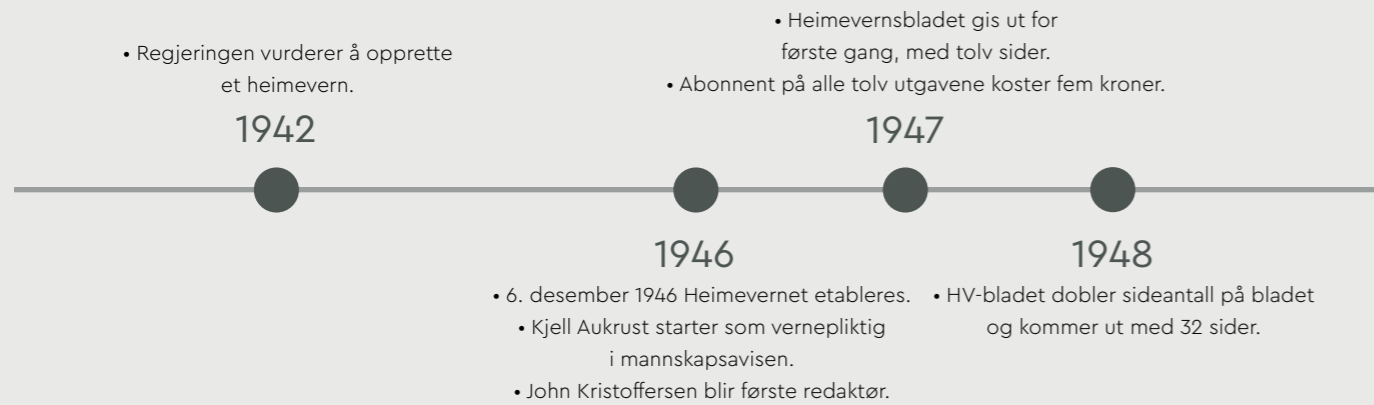 • Regjeringen vurderer å opprette
et heimevern.
1942
• 6. desember 1946 Heimevernet etableres.
• Kjell Aukrust starter som vernepliktig
i mannskapsavisen.
• John Kristoffersen blir første redaktør.
1946
• Heimevernsbladet gis ut for
første gang, med tolv sider.
• Abonnent på alle tolv utgavene koster fem kroner.
1947
1948
• HV-bladet dobler sideantall på bladet
og kommer ut med 32 sider.